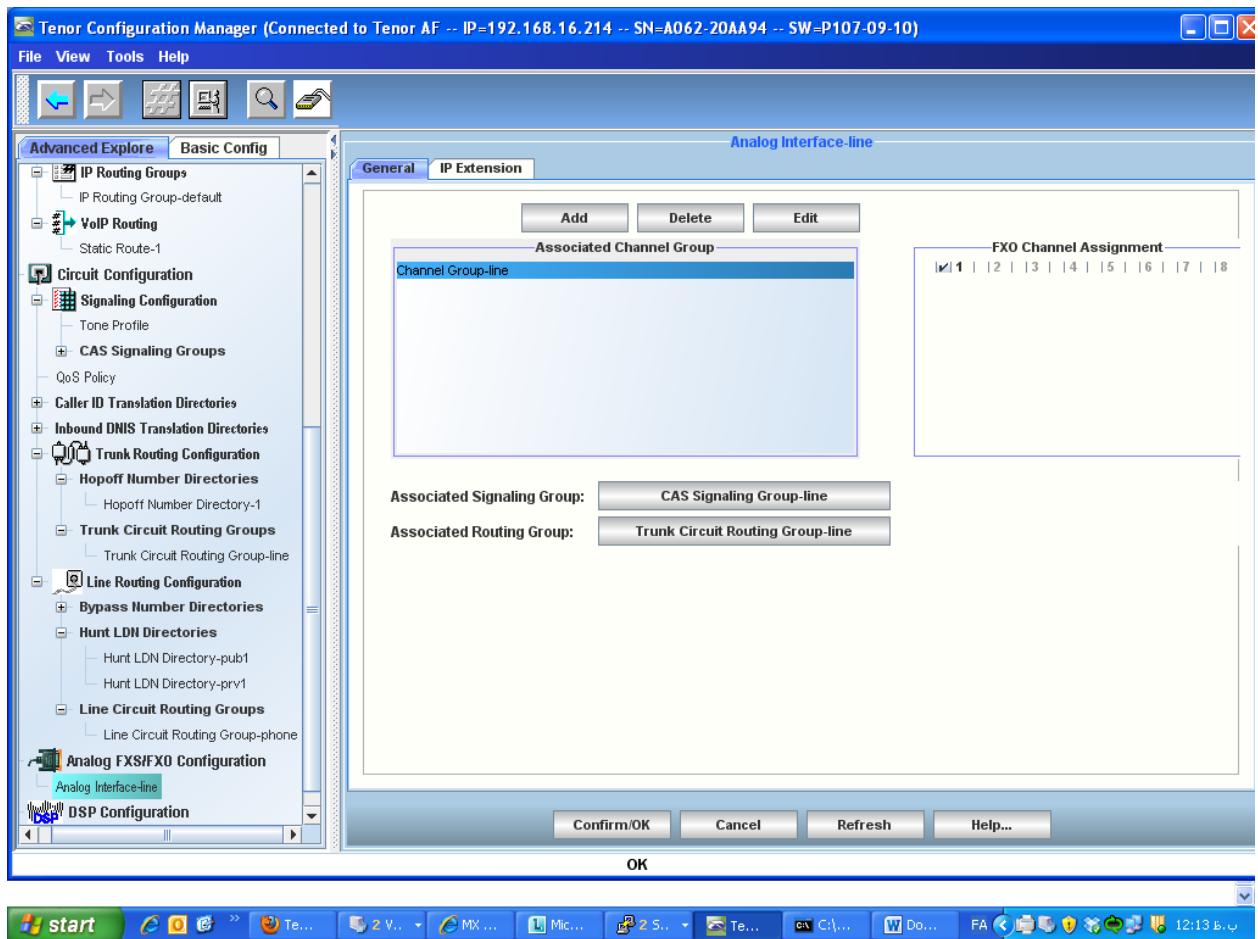 Tenor Configuration Manager (Connected to Tenor AF -- IP=192.168.16.214 -- SN=A062-20AA94 -- SW=P107-09-10)
File View Tools Help
Advanced Explore Basic Config
IP Routing Groups
IP Routing Group-default
VoIP Routing
Static Route-1
Circuit Configuration
Signaling Configuration
Tone Profile
CAS Signaling Groups
QoS Policy
Caller ID Translation Directories
Inbound DNIS Translation Directories
Trunk Routing Configuration
Hopoff Number Directories
Hopoff Number Directory-1
Trunk Circuit Routing Groups
Trunk Circuit Routing Group-line
Line Routing Configuration
Bypass Number Directories
Hunt LDN Directories
Hunt LDN Directory-pub1
Hunt LDN Directory-prv1
Line Circuit Routing Groups
Line Circuit Routing Group-phone
Analog FXS/FXO Configuration
Analog Interface-line
DSP
DSP Configuration
Analog Interface-line
General IP Extension
Add Delete Edit
Associated Channel Group
Channel Group-line
FXO Channel Assignment
1 | 2 | 3 | 4 | 5 | 6 | 7 | 8
Associated Signaling Group: CAS Signaling Group-line
Associated Routing Group: Trunk Circuit Routing Group-line
Confirm/OK Cancel Refresh Help...
OK
start Te... 2 V... MX ... Mic... 2 S... Te... C:\... Do... FA 12:13 ب.ظ